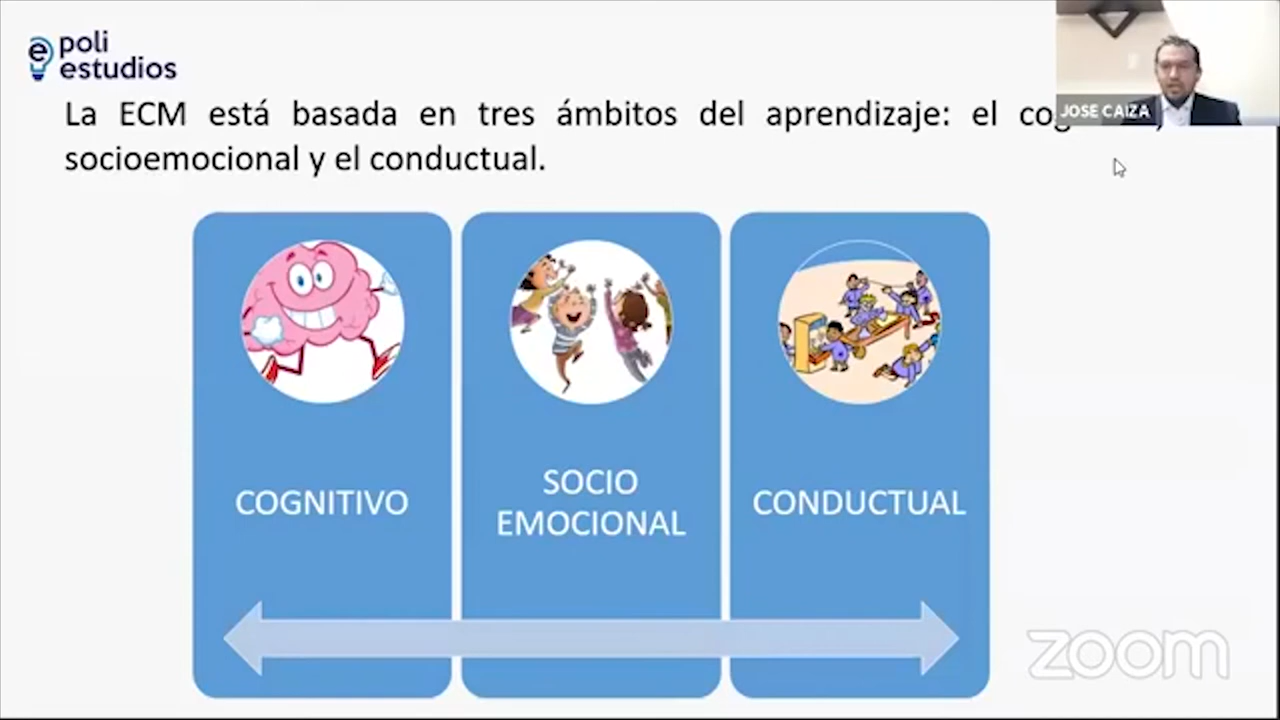 poli
estudios
La ECM está basada en tres ámbitos del aprendizaje: el
socioemocional y el conductual.
JOSE CAIZA
COGNITIVO
SOCIO
EMOCIONAL
CONDUCTUAL
zoom